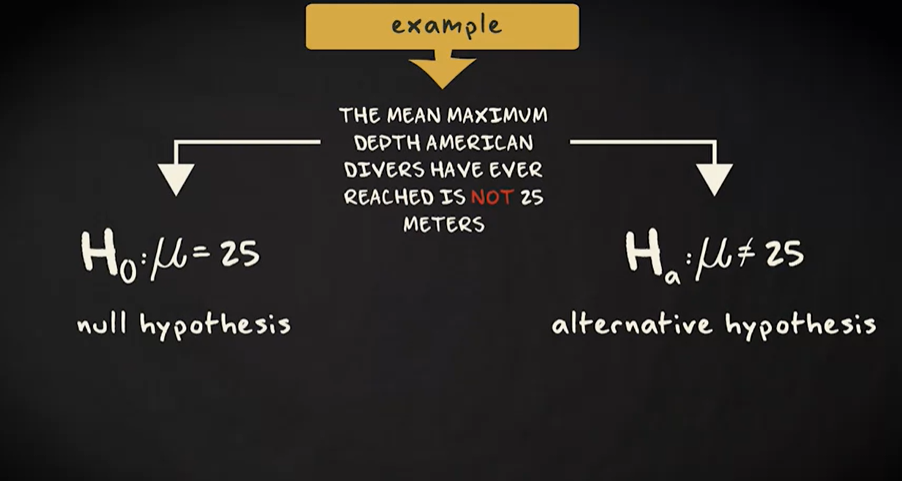 example
THE MEAN MAXIMUM
DEPTH AMERICAN
DIVERS HAVE EVER
REACHED IS NOT 25
METERS
H₀: μ = 25
null hypothesis
Hₐ: μ ≠ 25
alternative hypothesis